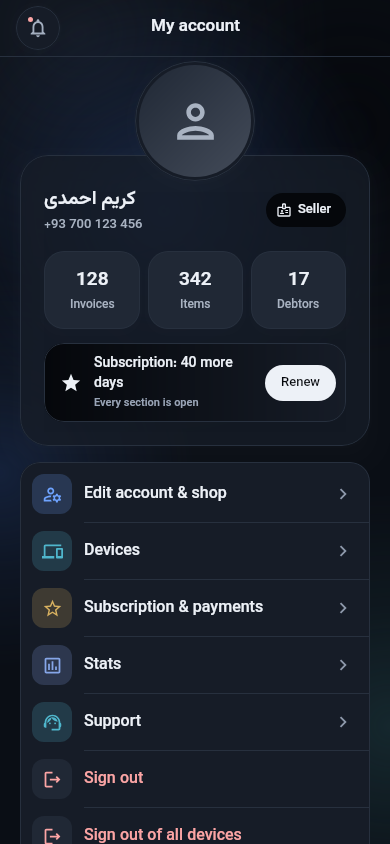 My account
کریم احمدی
+93 700 123 456
Seller
128
342
17
Invoices
Items
Debtors
Subscription: 40 more
days
Every section is open
Renew
Edit account & shop
Devices
Subscription & payments
Stats
Support
Sign out
Sign out of all devices